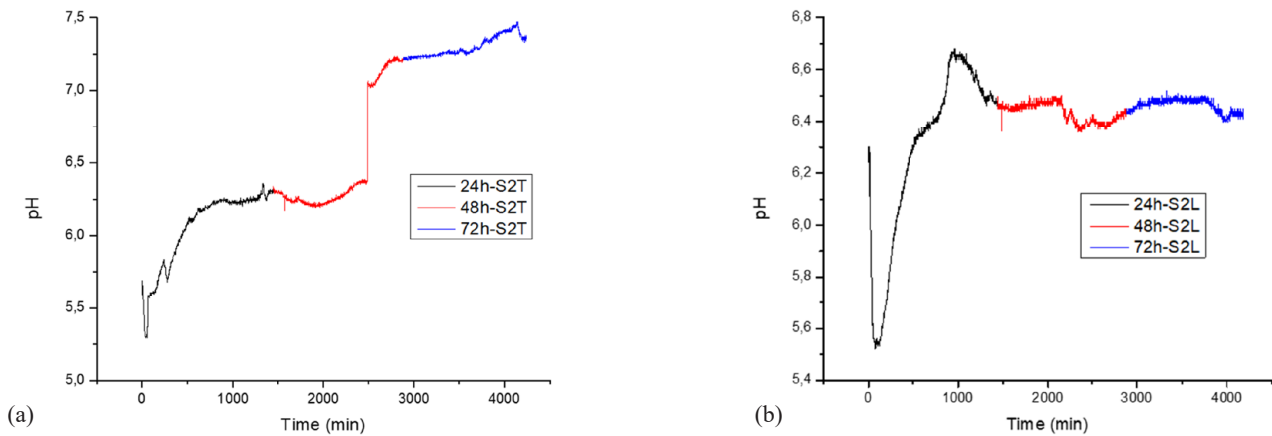 7,5
7,0
6,5
6,0
5,5
5,0
pH
24h-S2T
48h-S2T
72h-S2T
0 1000 2000 3000 4000
Time (min)
(a)
6,8
6,6
6,4
6,2
6,0
5,8
5,6
5,4
pH
24h-S2L
48h-S2L
72h-S2L
0 1000 2000 3000 4000
Time (min)
(b)